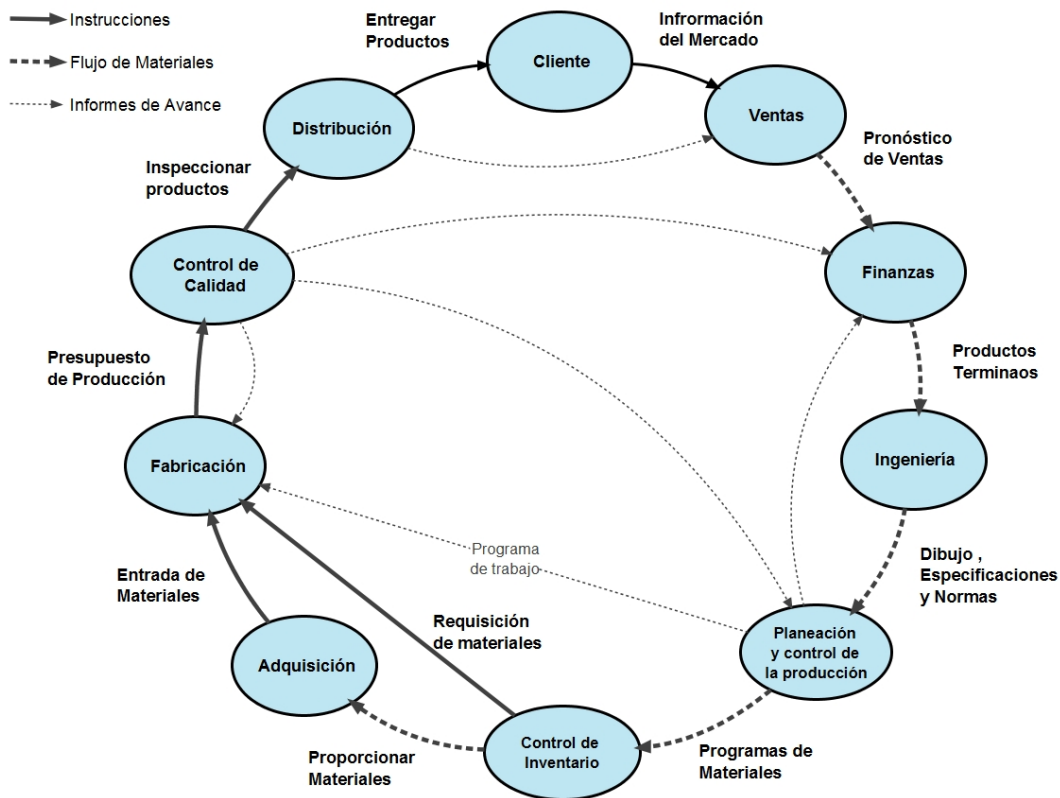 Instrucciones
Flujo de Materiales
Informes de Avance
Entregar
Productos
Cliente
Infrormación
del Mercado
Ventas
Distribución
Pronóstico
de Ventas
Inspeccionar
productos
Control de
Calidad
Finanzas
Presupuesto
de Producción
Productos
Terminaos
Fabricación
Ingeniería
Programa
de trabajo
Entrada de
Materiales
Dibujo ,
Especificaciones
y Normas
Requisición
de materiales
Adquisición
Planeación
y control de
la producción
Control de
Inventario
Proporcionar
Materiales
Programas de
Materiales